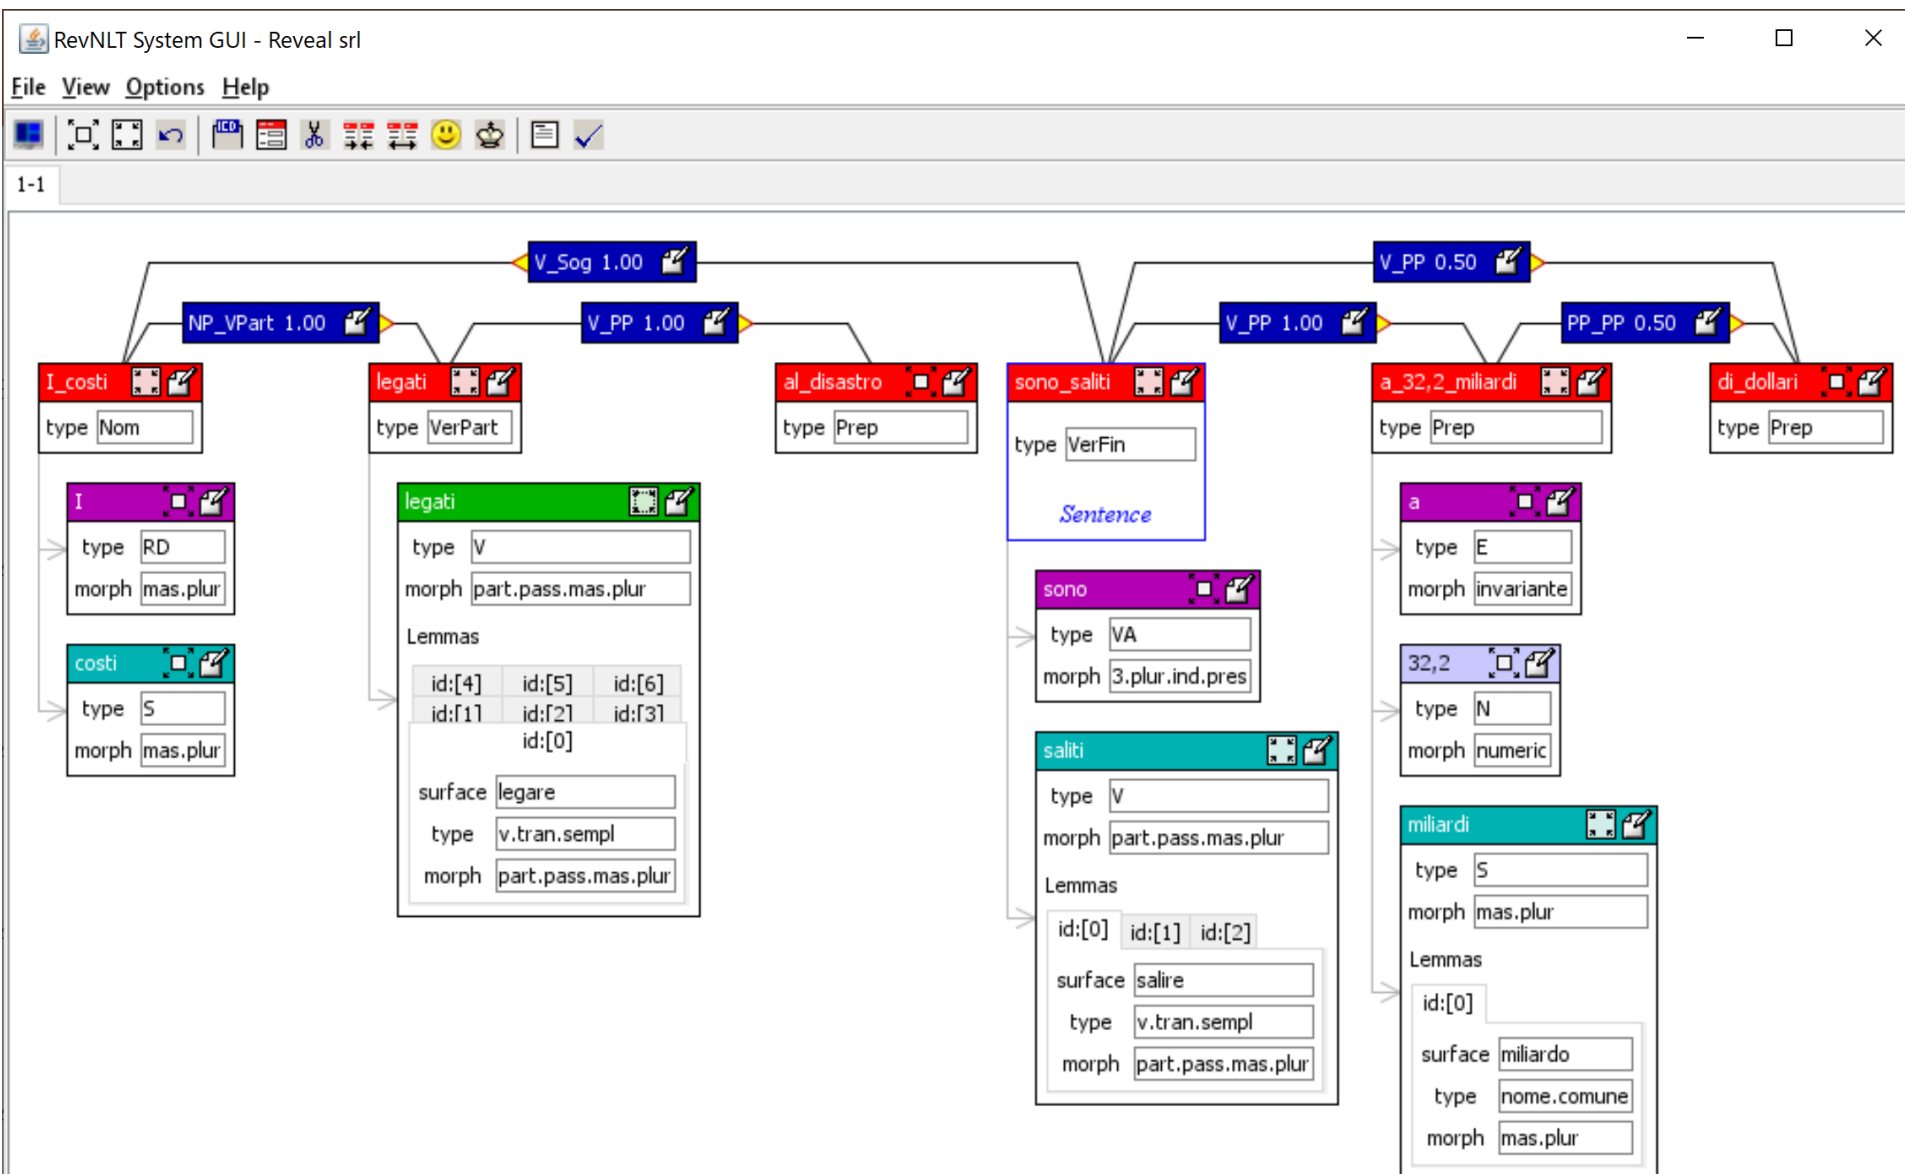 RevNLT System GUI - Reveal srl
File View Options Help
ICD
1-1
V_Sog 1.00
V_PP 0.50
NP_VPart 1.00
V_PP 1.00
V_PP 1.00
PP_PP 0.50
I_costi
type Nom
I
type RD
morph mas.plur
costi
type S
morph mas.plur
legati
type VerPart
legati
type V
morph part.pass.mas.plur
Lemmas
id:[4] id:[5] id:[6]
id:[1] id:[2] id:[3]
id:[0]
surface legare
type v.tran.sempl
morph part.pass.mas.plur
al_disastro
type Prep
sono_saliti
type VerFin
Sentence
sono
type VA
morph 3.plur.ind.pres
saliti
type V
morph part.pass.mas.plur
Lemmas
id:[0] id:[1] id:[2]
surface salire
type v.tran.sempl
morph part.pass.mas.plur
a_32,2_miliardi
type Prep
a
type E
morph invariante
32,2
type N
morph numeric
miliardi
type S
morph mas.plur
Lemmas
id:[0]
surface miliardo
type nome.comune
morph mas.plur
di_dollari
type Prep